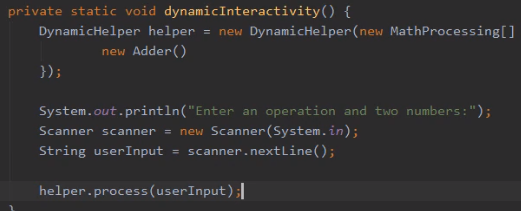 private static void dynamicInteractivity() {
DynamicHelper helper = new DynamicHelper(new MathProcessing[]
new Adder()
});
System.out.println("Enter an operation and two numbers:");
Scanner scanner = new Scanner(System.in);
String userInput = scanner.nextLine();
helper.process(userInput);
}